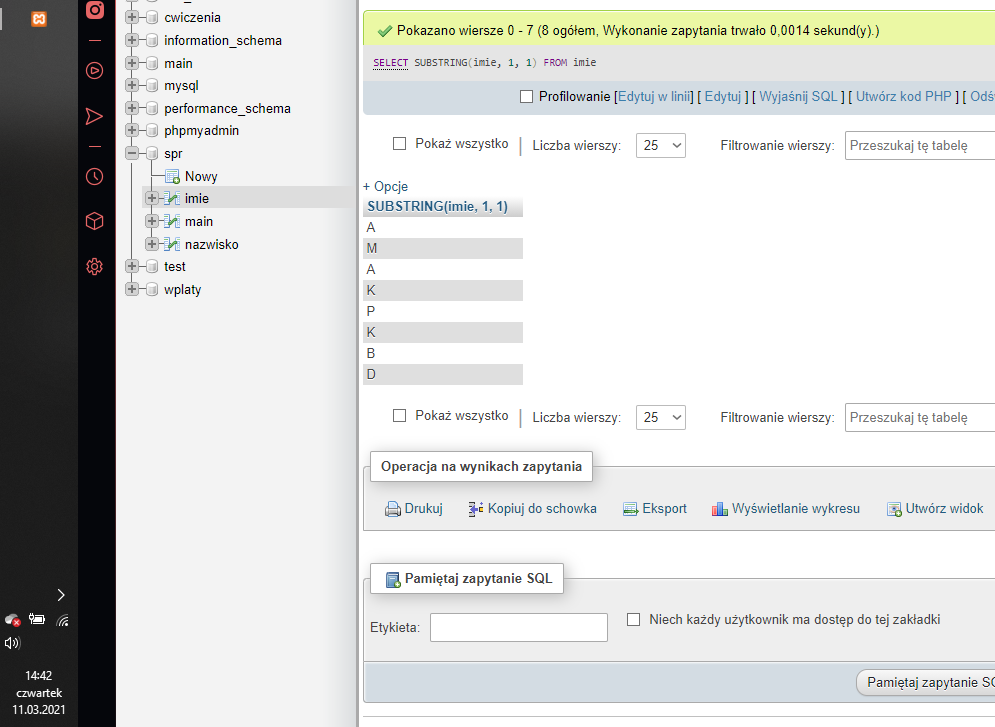 cwiczenia
information_schema
main
mysql
performance_schema
phpmyadmin
spr
Nowy
imie
main
nazwisko
test
wplaty
Pokazano wiersze 0 - 7 (8 ogółem, Wykonanie zapytania trwało 0,0014 sekund(y).)
SELECT SUBSTRING(imie, 1, 1) FROM imie
Profilowanie [Edytuj w linii] [ Edytuj ] [ Wyjaśnij SQL ] [ Utwórz kod PHP ] [
Pokaż wszystko | Liczba wierszy: 25 Filtrowanie wierszy: Przeszukaj tę tabelę
+ Opcje
SUBSTRING(imie, 1, 1)
A
M
A
K
P
K
B
D
Pokaż wszystko | Liczba wierszy: 25 Filtrowanie wierszy: Przeszukaj tę tabelę
Operacja na wynikach zapytania
Drukuj Kopiuj do schowka Eksport Wyświetlanie wykresu Utwórz widok
Pamiętaj zapytanie SQL
Etykieta: Niech każdy użytkownik ma dostęp do tej zakładki
Pamiętaj zapytanie
14:42
czwartek
11.03.2021